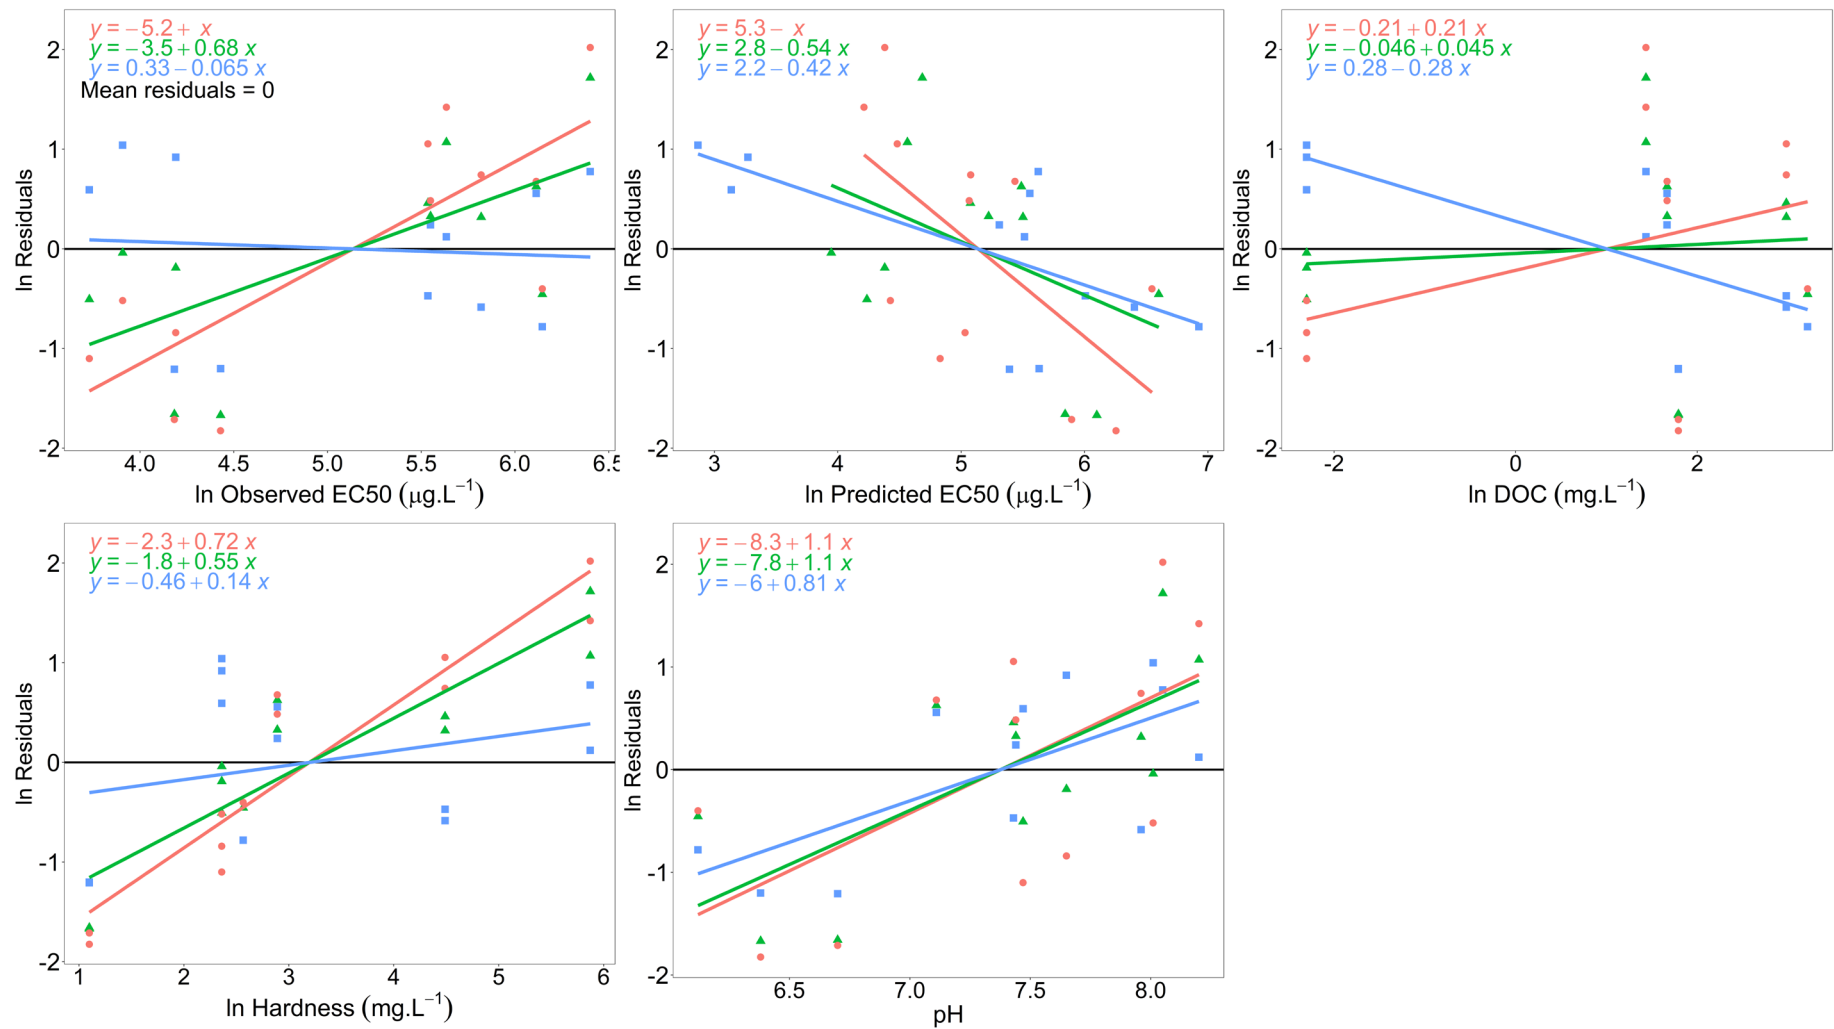 y = −5.2 + x
y = −3.5 + 0.68 x
y = 0.33 − 0.065 x
Mean residuals = 0
2
1
0
-1
-2
ln Residuals
4.0 4.5 5.0 5.5 6.0 6.5
ln Observed EC50 (µg.L⁻¹)
y = 5.3 − x
y = 2.8 − 0.54 x
y = 2.2 − 0.42 x
2
1
0
-1
-2
ln Residuals
3 4 5 6 7
ln Predicted EC50 (µg.L⁻¹)
y = −0.21 + 0.21 x
y = −0.046 + 0.045 x
y = 0.28 − 0.28 x
2
1
0
-1
-2
ln Residuals
-2 0 2
ln DOC (mg.L⁻¹)
y = −2.3 + 0.72 x
y = −1.8 + 0.55 x
y = −0.46 + 0.14 x
2
1
0
-1
-2
ln Residuals
1 2 3 4 5 6
ln Hardness (mg.L⁻¹)
y = −8.3 + 1.1 x
y = −7.8 + 1.1 x
y = −6 + 0.81 x
2
1
0
-1
-2
ln Residuals
6.5 7.0 7.5 8.0
pH